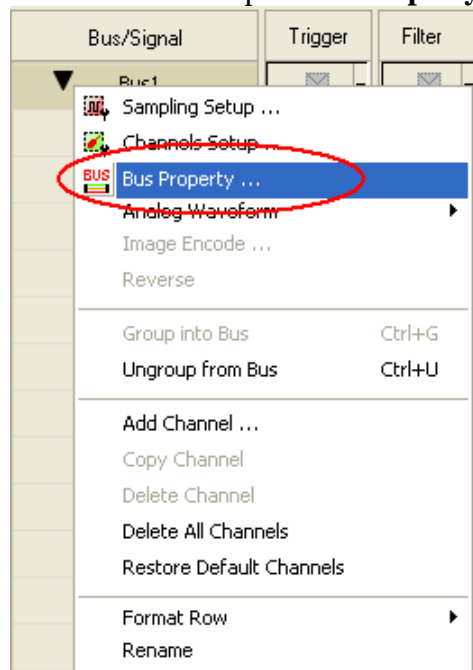 Bus/Signal Trigger Filter
Bus1
Sampling Setup ...
Channels Setup ...
BUS Bus Property ...
Analog Waveform
Image Encode ...
Reverse
Group into Bus Ctrl+G
Ungroup from Bus Ctrl+U
Add Channel ...
Copy Channel
Delete Channel
Delete All Channels
Restore Default Channels
Format Row
Rename